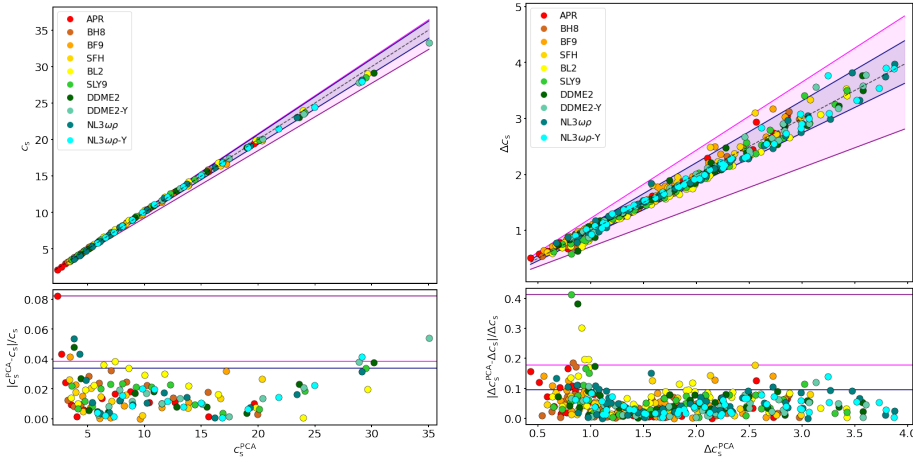 35
30
25
20
15
10
5
c_s
APR
BH8
BF9
SFH
BL2
SLY9
DDME2
DDME2-Y
NL3ωρ
NL3ωρ-Y
0.08
0.06
0.04
0.02
0.00
|c_s^PCA-c_s|/c_s
5 10 15 20 25 30 35
c_s^PCA
5
4
3
2
1
Δc_s
APR
BH8
BF9
SFH
BL2
SLY9
DDME2
DDME2-Y
NL3ωρ
NL3ωρ-Y
0.4
0.3
0.2
0.1
0.0
|Δc_s^PCA-Δc_s|/Δc_s
0.5 1.0 1.5 2.0 2.5 3.0 3.5 4.0
Δc_s^PCA